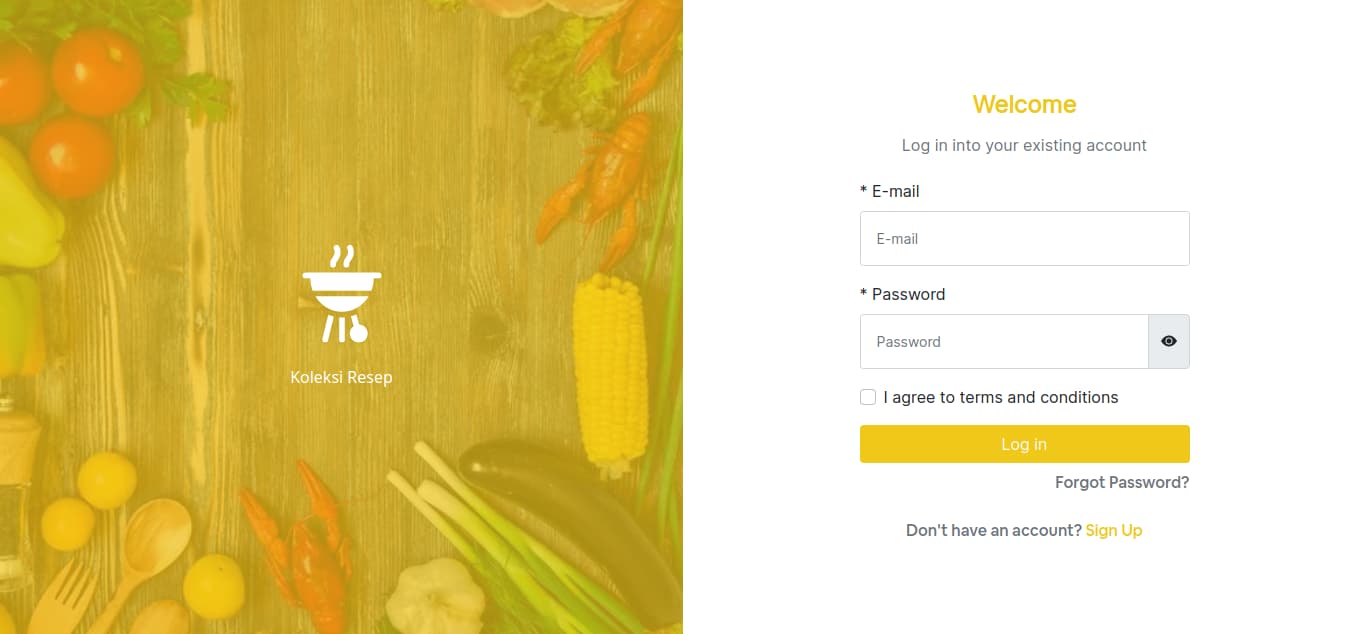 Koleksi Resep
Welcome
Log in into your existing account
* E-mail
E-mail
* Password
Password
I agree to terms and conditions
Log in
Forgot Password?
Don't have an account? Sign Up